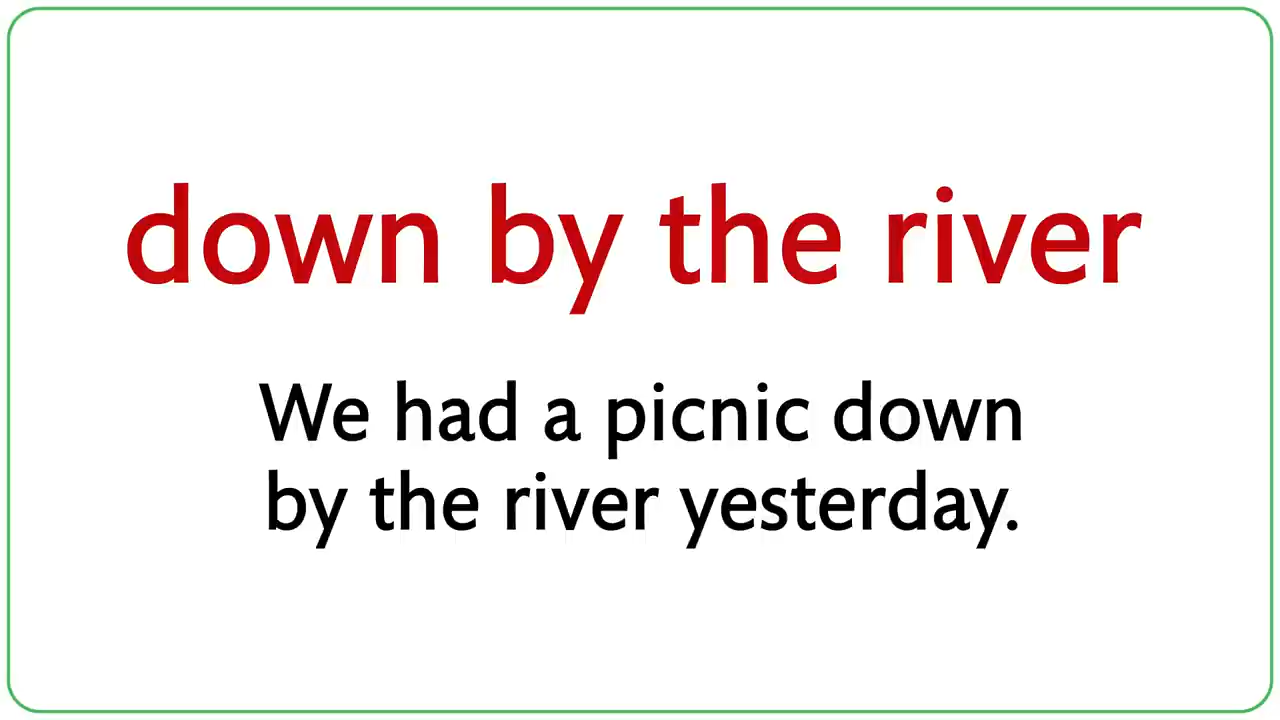 down by the river
We had a picnic down
by the river yesterday.